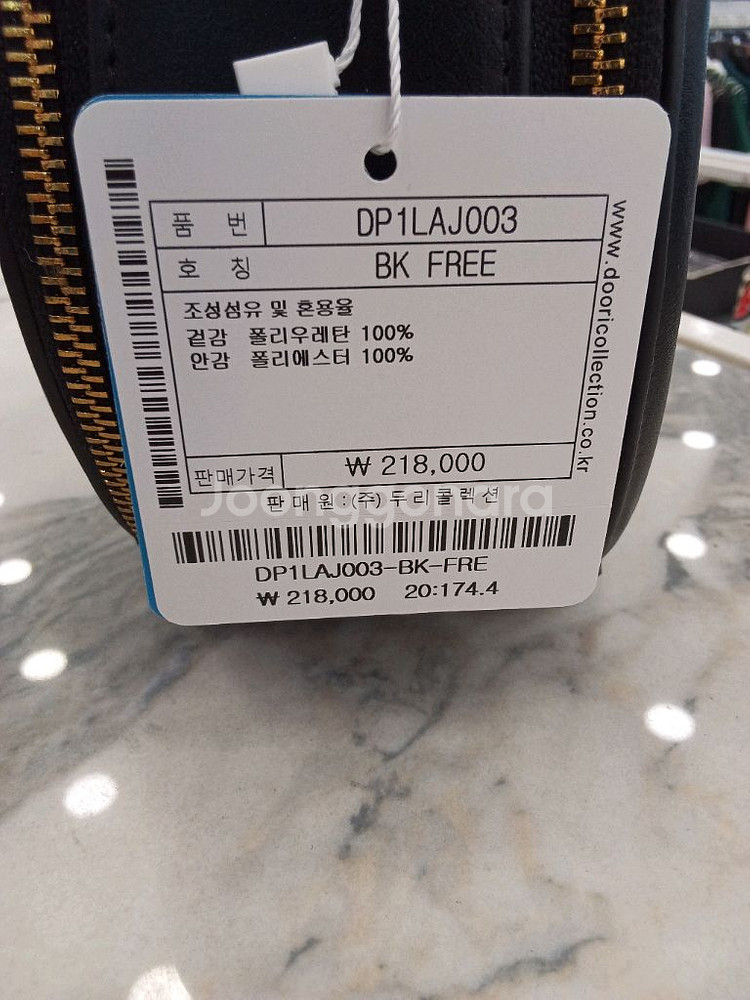 품 번 DP1LAJ003
호 칭 BK FREE
조성섬유 및 혼용율
겉감 폴리우레탄 100%
안감 폴리에스터 100%
판매가격 ₩ 218,000
판 매 원 : (주) 두 리 콜 렉 션
Joonggonara
DP1LAJ003-BK-FRE
₩ 218,000 20:174.4
www.dooricollection.co.kr